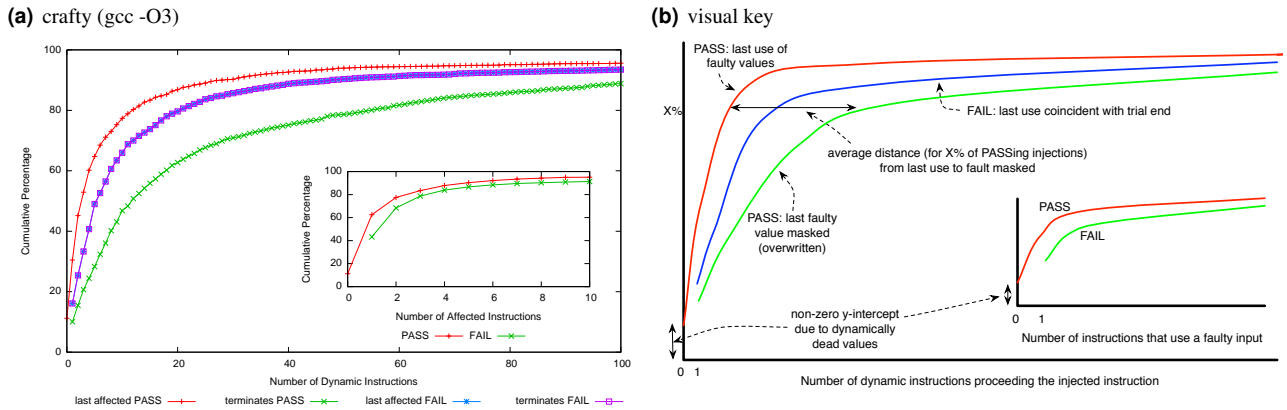 (a) crafty (gcc -O3)
100
80
60
40
20
0
Cumulative Percentage
0 20 40 60 80 100
Number of Dynamic Instructions
last affected PASS terminates PASS last affected FAIL terminates FAIL
100
80
60
40
20
0
Cumulative Percentage
0 2 4 6 8 10
Number of Affected Instructions
PASS FAIL
(b) visual key
PASS: last use of
faulty values
X%
FAIL: last use coincident with trial end
average distance (for X% of PASSing injections)
from last use to fault masked
PASS: last faulty
value masked
(overwritten)
non-zero y-intercept
due to dynamically
dead values
0 1
Number of dynamic instructions proceeding the injected instruction
PASS
FAIL
0 1
Number of instructions that use a faulty input